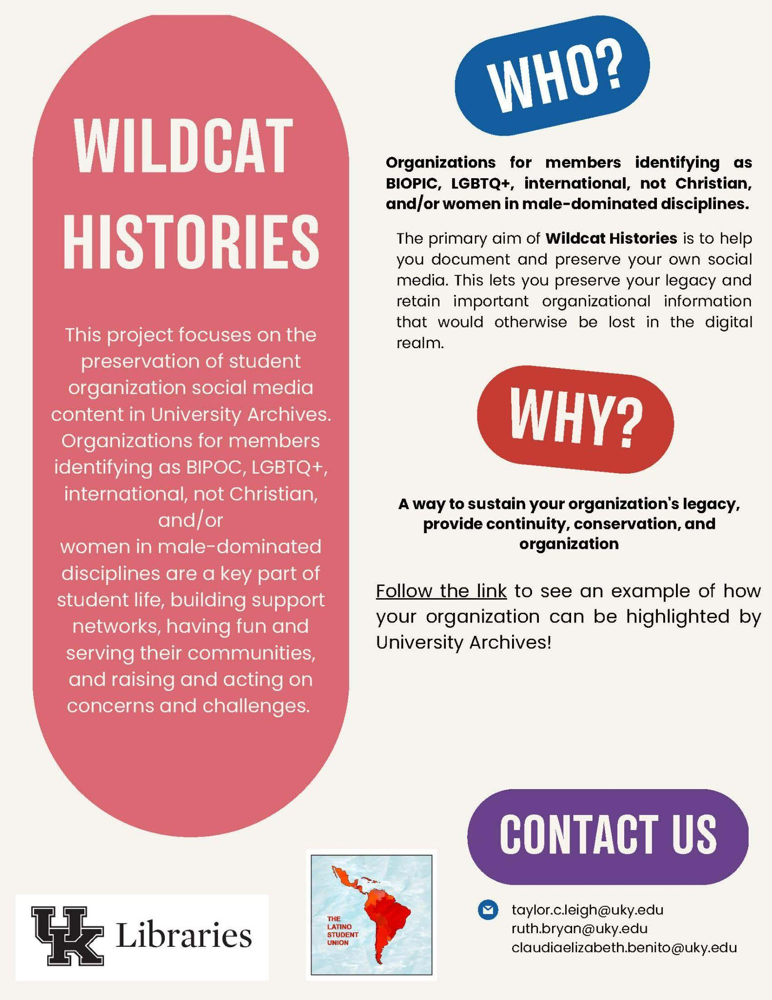 WILDCAT
HISTORIES
This project focuses on the
preservation of student
organization social media
content in University Archives.
Organizations for members
identifying as BIPOC, LGBTQ+,
international, not Christian,
and/or
women in male-dominated
disciplines are a key part of
student life, building support
networks, having fun and
serving their communities,
and raising and acting on
concerns and challenges.
WHO?
Organizations for members identifying as
BIOPIC, LGBTQ+, international, not Christian,
and/or women in male-dominated disciplines.
The primary aim of Wildcat Histories is to help
you document and preserve your own social
media. This lets you preserve your legacy and
retain important organizational information
that would otherwise be lost in the digital
realm.
WHY?
A way to sustain your organization's legacy,
provide continuity, conservation, and
organization
Follow the link to see an example of how
your organization can be highlighted by
University Archives!
CONTACT US
taylor.c.leigh@uky.edu
ruth.bryan@uky.edu
claudiaelizabeth.benito@uky.edu
UK Libraries
THE
LATINO
STUDENT
UNION